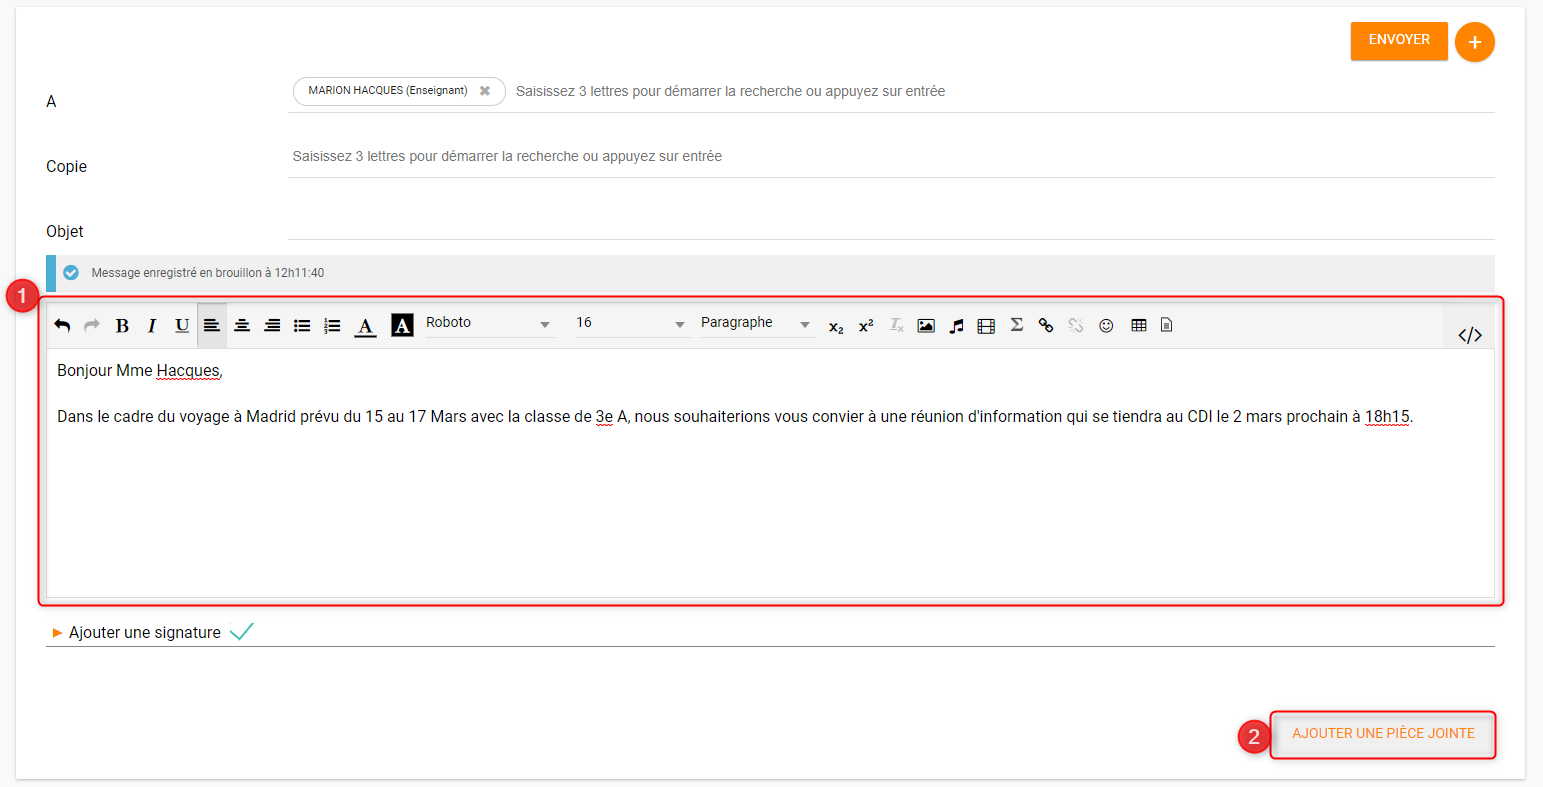 ENVOYER +
A MARION HACQUES (Enseignant) ✖ Saisissez 3 lettres pour démarrer la recherche ou appuyez sur entrée
Copie Saisissez 3 lettres pour démarrer la recherche ou appuyez sur entrée
Objet
Message enregistré en brouillon à 12h11:40
1
B I U A A Roboto 16 Paragraphe x₂ x² Tx Σ </>
Bonjour Mme Hacques,
Dans le cadre du voyage à Madrid prévu du 15 au 17 Mars avec la classe de 3e A, nous souhaiterions vous convier à une réunion d'information qui se tiendra au CDI le 2 mars prochain à 18h15.
Ajouter une signature
2 AJOUTER UNE PIÈCE JOINTE